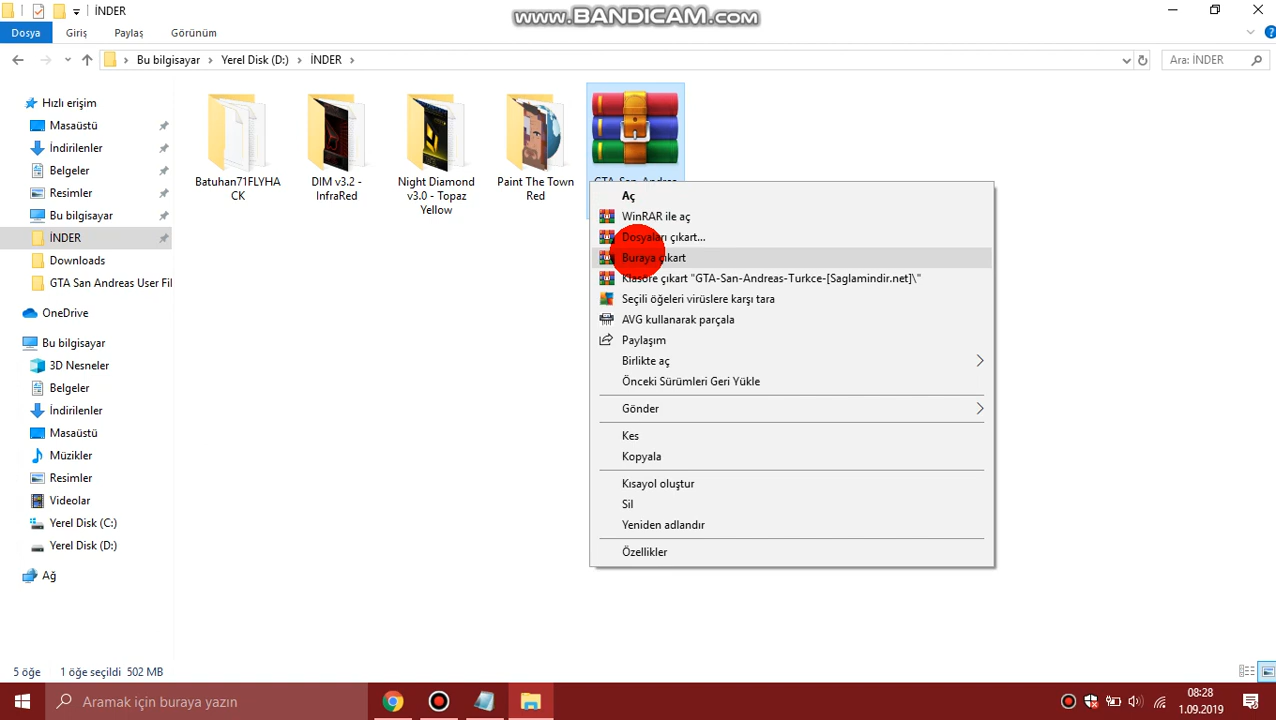 www.BANDICAM.com
İNDER
Dosya
Giriş
Paylaş
Görünüm
Bu bilgisayar
Yerel Disk (D:)
İNDER
Ara: İNDER
Hızlı erişim
Masaüstü
İndirilenler
Belgeler
Resimler
Bu bilgisayar
İNDER
Downloads
GTA San Andreas User Fil
OneDrive
Bu bilgisayar
3D Nesneler
Belgeler
İndirilenler
Masaüstü
Müzikler
Resimler
Videolar
Yerel Disk (C:)
Yerel Disk (D:)
Ağ
Batuhan71FLYHA
CK
DIM v3.2 -
InfraRed
Night Diamond
v3.0 - Topaz
Yellow
Paint The Town
Red
GTA-San-Andrea
Aç
WinRAR ile aç
Dosyaları çıkart...
Buraya çıkart
Klasöre çıkart "GTA-San-Andreas-Turkce-[Saglamindir.net]\"
Seçili öğeleri virüslere karşı tara
AVG kullanarak parçala
Paylaşım
Birlikte aç
Önceki Sürümleri Geri Yükle
Gönder
Kes
Kopyala
Kısayol oluştur
Sil
Yeniden adlandır
Özellikler
5 öğe
1 öğe seçildi 502 MB
Aramak için buraya yazın
08:28
1.09.2019